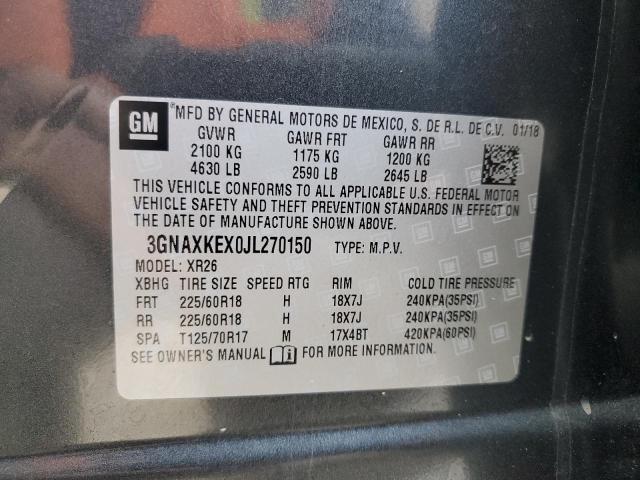 GM
®MFD BY GENERAL MOTORS DE MEXICO, S. DE R.L. DE C.V. 01/18
GVWR GAWR FRT GAWR RR
2100 KG 1175 KG 1200 KG
4630 LB 2590 LB 2645 LB
THIS VEHICLE CONFORMS TO ALL APPLICABLE U.S. FEDERAL MOTOR
VEHICLE SAFETY AND THEFT PREVENTION STANDARDS IN EFFECT ON
THE DATE OF MANUFACTURE SHOWN ABOVE.
3GNAXKEX0JL270150 TYPE: M.P.V.
MODEL: XR26
XBHG TIRE SIZE SPEED RTG RIM COLD TIRE PRESSURE
FRT 225/60R18 H 18X7J 240KPA(35PSI)
RR 225/60R18 H 18X7J 240KPA(35PSI)
SPA T125/70R17 M 17X4BT 420KPA(60PSI)
SEE OWNER'S MANUAL i FOR MORE INFORMATION.